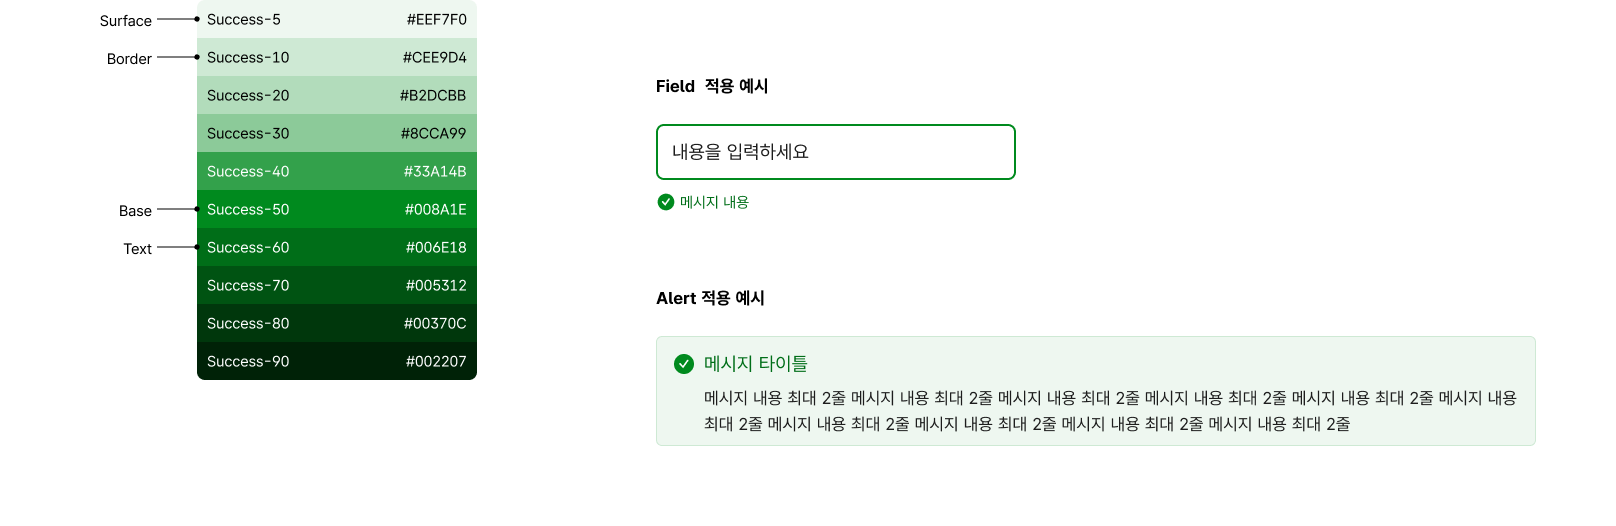 Surface
Success-5 #EEF7F0
Border
Success-10 #CEE9D4
Success-20 #B2DCBB
Success-30 #8CCA99
Success-40 #33A14B
Base
Success-50 #008A1E
Text
Success-60 #006E18
Success-70 #005312
Success-80 #00370C
Success-90 #002207
Field 적용 예시
내용을 입력하세요
메시지 내용
Alert 적용 예시
메시지 타이틀
메시지 내용 최대 2줄 메시지 내용 최대 2줄 메시지 내용 최대 2줄 메시지 내용 최대 2줄 메시지 내용 최대 2줄 메시지 내용
최대 2줄 메시지 내용 최대 2줄 메시지 내용 최대 2줄 메시지 내용 최대 2줄 메시지 내용 최대 2줄